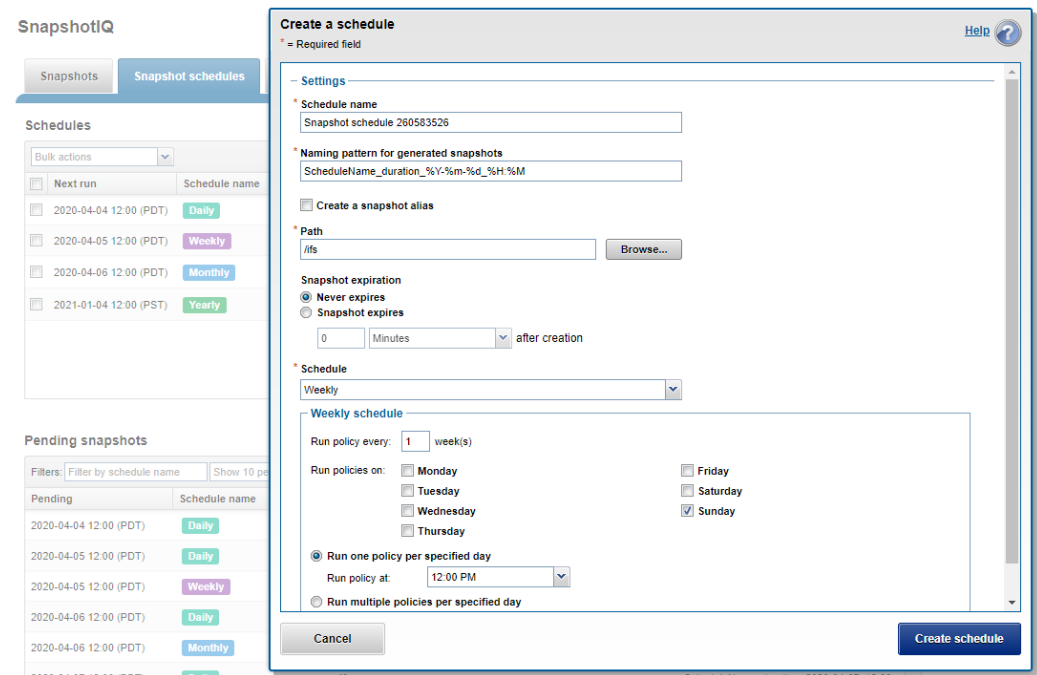 SnapshotIQ
Snapshots
Snapshot schedules
Schedules
Bulk actions
Next run Schedule name
2020-04-04 12:00 (PDT) Daily
2020-04-05 12:00 (PDT) Weekly
2020-04-06 12:00 (PDT) Monthly
2021-01-04 12:00 (PST) Yearly
Pending snapshots
Filters: Filter by schedule name Show 10 pe
Pending Schedule name
2020-04-04 12:00 (PDT) Daily
2020-04-05 12:00 (PDT) Daily
2020-04-05 12:00 (PDT) Weekly
2020-04-06 12:00 (PDT) Daily
2020-04-06 12:00 (PDT) Monthly
Create a schedule
Help ?
* = Required field
Settings
* Schedule name
Snapshot schedule 260583526
* Naming pattern for generated snapshots
ScheduleName_duration_%Y-%m-%d_%H:%M
Create a snapshot alias
* Path
/ifs Browse...
Snapshot expiration
Never expires
Snapshot expires
0 Minutes after creation
* Schedule
Weekly
Weekly schedule
Run policy every: 1 week(s)
Run policies on: Monday Friday
Tuesday Saturday
Wednesday Sunday
Thursday
Run one policy per specified day
Run policy at: 12:00 PM
Run multiple policies per specified day
Cancel Create schedule